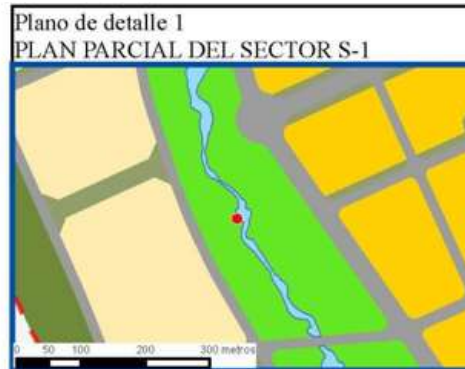 Plano de detalle 1
PLAN PARCIAL DEL SECTOR S-1
0 50 100 200 300 metros